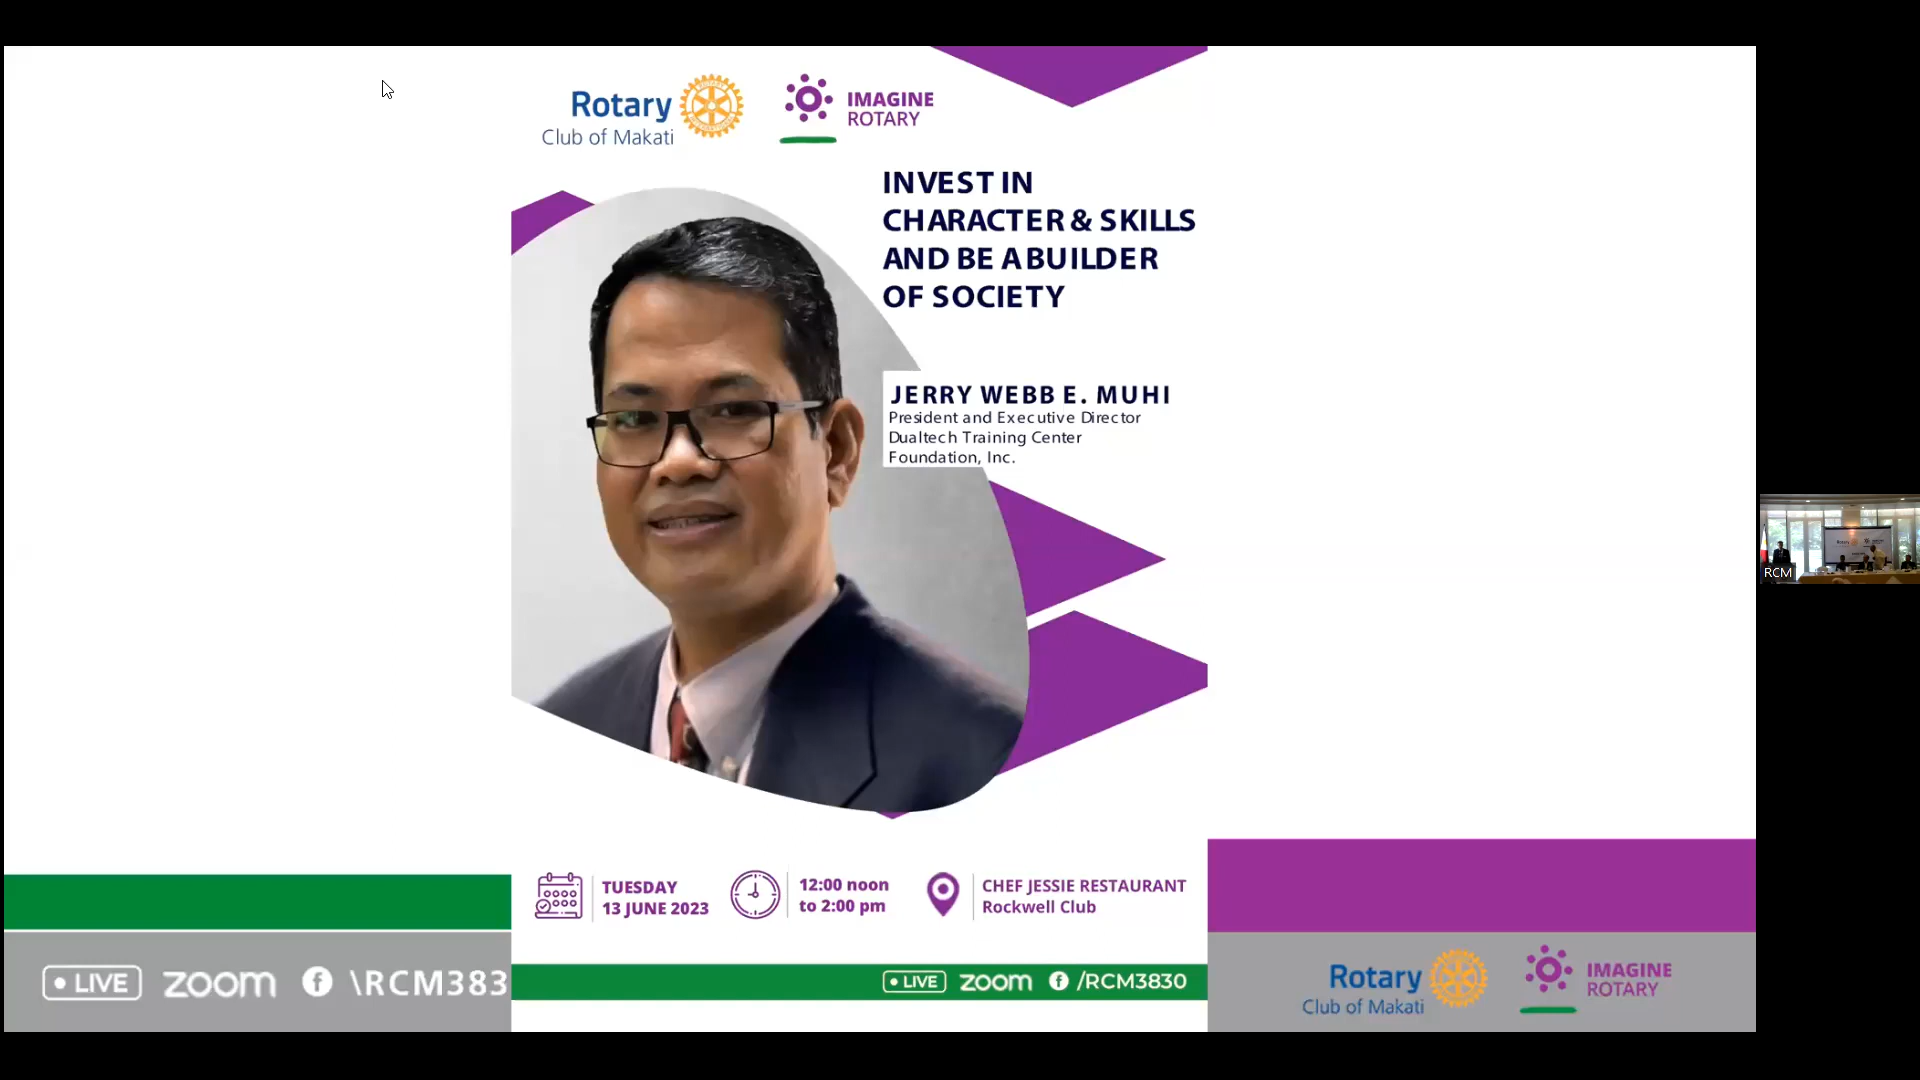 Rotary
Club of Makati
IMAGINE
ROTARY
INVEST IN
CHARACTER & SKILLS
AND BE A BUILDER
OF SOCIETY
JERRY WEBB E. MUHI
President and Executive Director
Dualtech Training Center
Foundation, Inc.
TUESDAY
13 JUNE 2023
12:00 noon
to 2:00 pm
CHEF JESSIE RESTAURANT
Rockwell Club
LIVE zoom f /RCM3830
LIVE zoom f \RCM383
Rotary
Club of Makati
IMAGINE
ROTARY
RCM